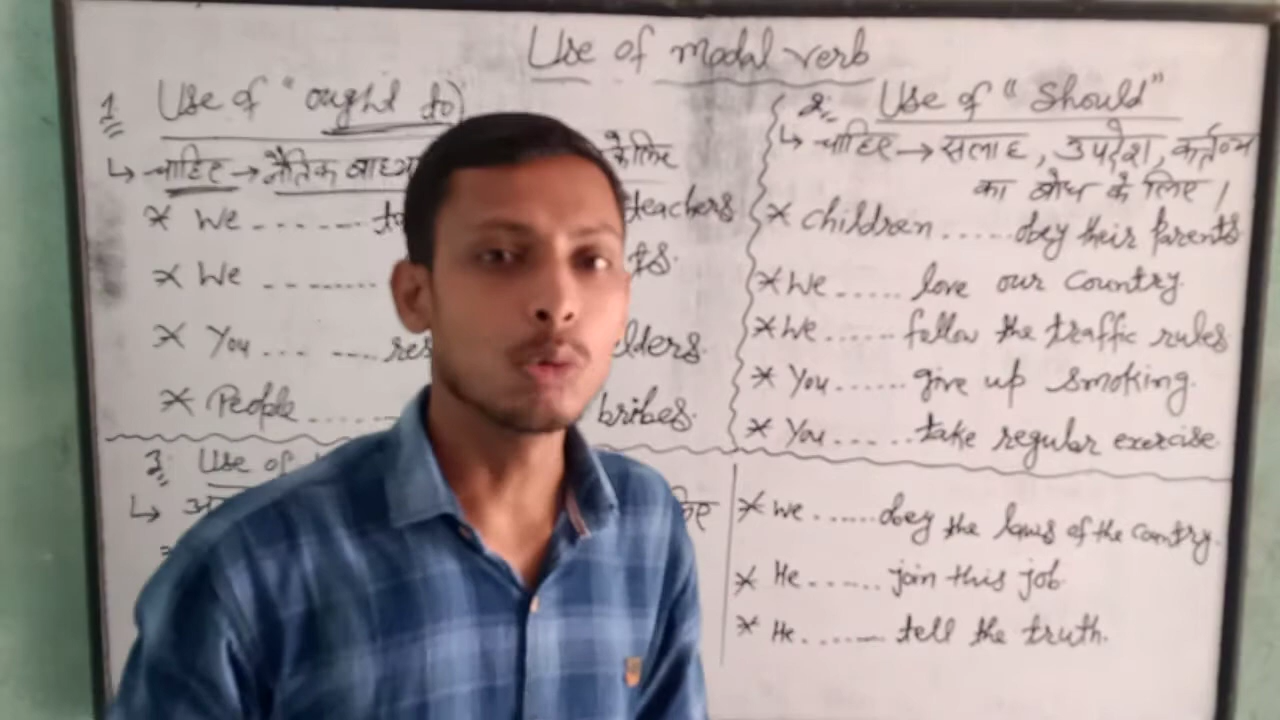 Use of modal verb
1. Use of "ought to)
↳ चाहिए → नैतिक बाध्य के लिए
* We ........ teachers
* We ........
* You ........ elders.
* People ........ bribes.
2. Use of "Should"
↳ चाहिए → सलाह, उपदेश, कर्तव्य
का बोध के लिए।
* children ...... obey their parents
* We ...... love our country.
* We ...... follow the traffic rules
* You ...... give up smoking.
* You ...... take regular exercise.
3. Use of
* We ...... obey the laws of the country.
* He ...... join this job.
* He ...... tell the truth.